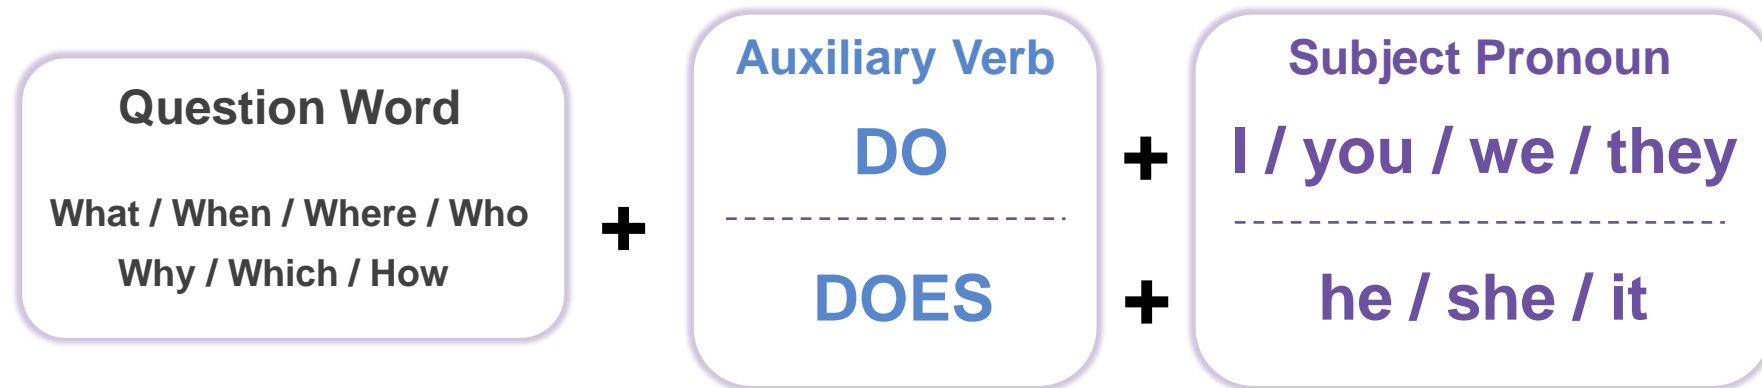 Question Word
What / When / Where / Who
Why / Which / How
+
Auxiliary Verb
DO
DOES
+
+
Subject Pronoun
I / you / we / they
he / she / it